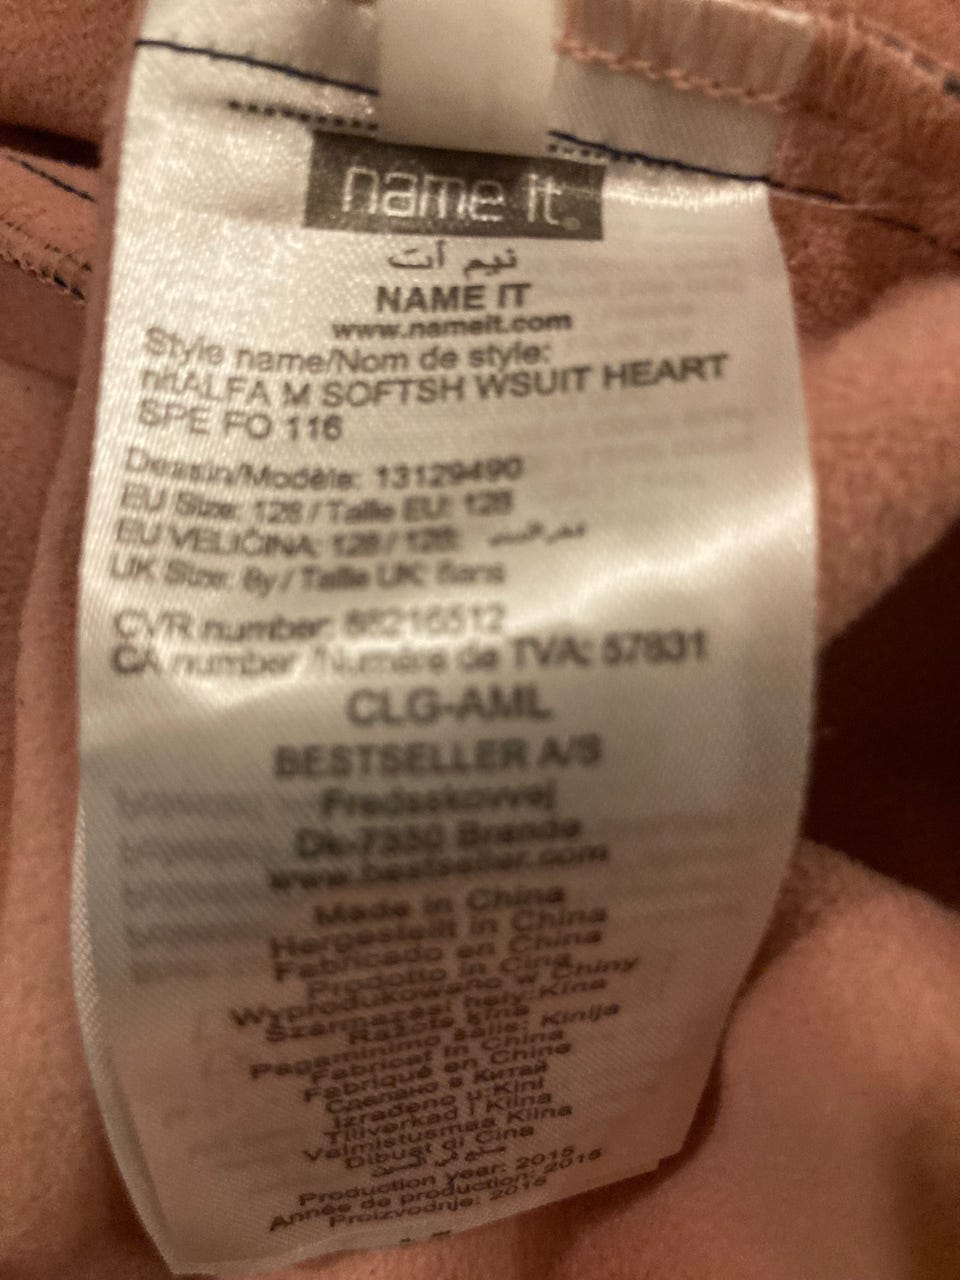 name it.
نيم آت
NAME IT
www.nameit.com
Style name/Nom de style:
nitALFA M SOFTSH WSUIT HEART
SPE FO 116
Dessin/Modèle: 13129490
EU Size: 128 / Taille EU: 128
EU VELIČINA: 128 / 128:
UK Size: 8y / Taille UK: 8ans
CVR number: 88216512
CA number /Numéro de TVA: 57831
CLG-AML
BESTSELLER A/S
Fredsskovvej
Dk-7330 Brande
www.bestseller.com
Made in China
Hergestellt in China
Fabricado en China
Prodotto in Cina
Wyprodukowano w Chiny
Származási hely: Kína
Pagaminimo šalis: Kinija
Fabricat în China
Fabriqué en Chine
Сделано в Китай
Izrađeno u: Kini
Tillverkad i Kina
Valmistusmaa Kiina
Dibuat di Cina
صنع في الصين
Production year: 2015
Année de production: 2015
Proizvodnje: 2015